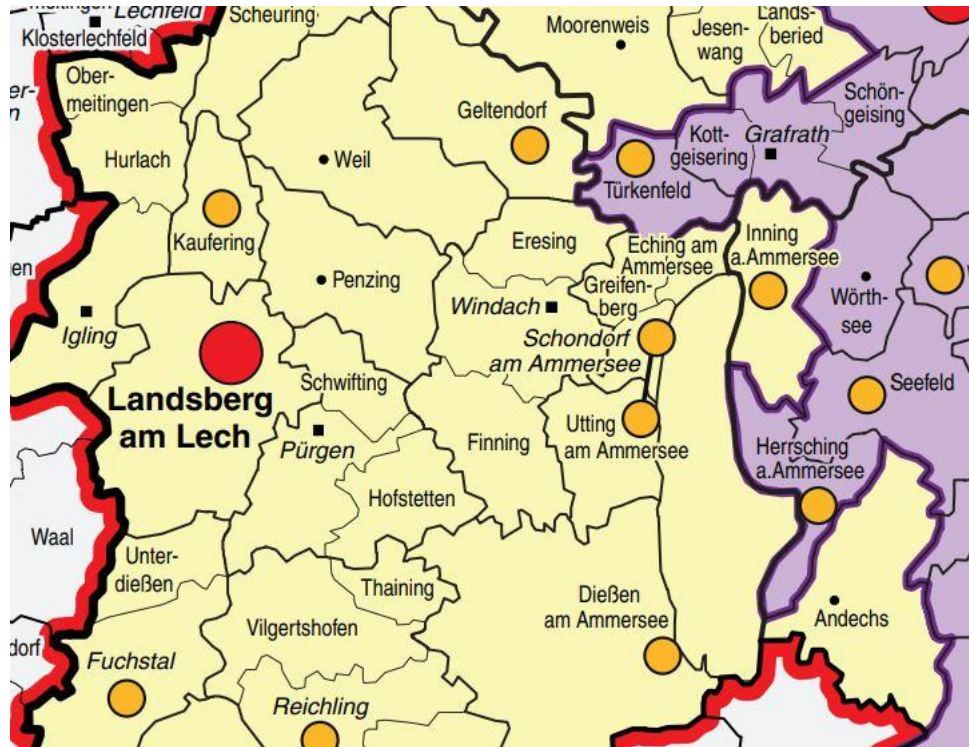 Lechfeld
Klosterlechfeld
Scheuring
Moorenweis
Jesen-
wang
Lands-
beried
Ober-
meitingen
Geltendorf
Schön-
geising
Hurlach
Weil
Kott-
geisering
Grafrath
Türkenfeld
Kaufering
Eresing
Eching am
Ammersee
Inning
a.Ammersee
Penzing
Greifen-
berg
Windach
Wörth-
see
Igling
Schondorf
am Ammersee
Schwifting
Seefeld
Landsberg
am Lech
Pürgen
Finning
Utting
am Ammersee
Herrsching
a.Ammersee
Hofstetten
Waal
Unter-
dießen
Thaining
Dießen
am Ammersee
Andechs
Vilgertshofen
Fuchstal
Reichling